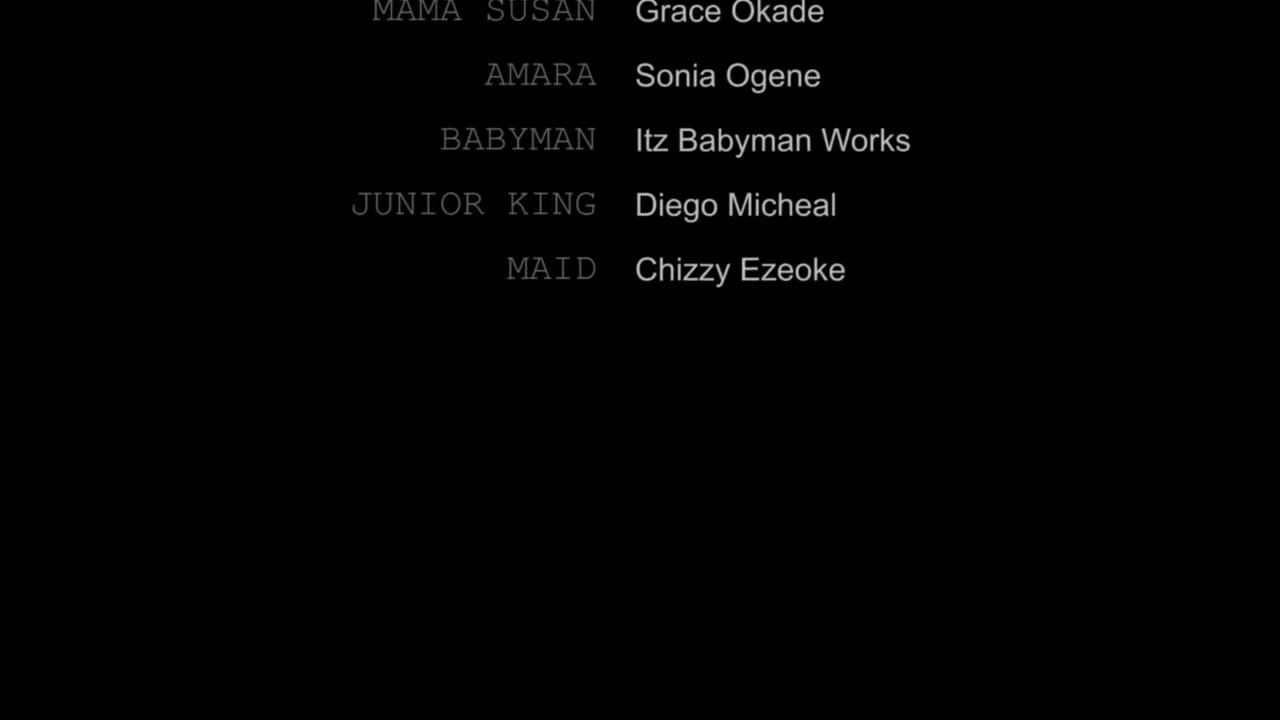 MAMA SUSAN Grace Okade
AMARA Sonia Ogene
BABYMAN Itz Babyman Works
JUNIOR KING Diego Micheal
MAID Chizzy Ezeoke